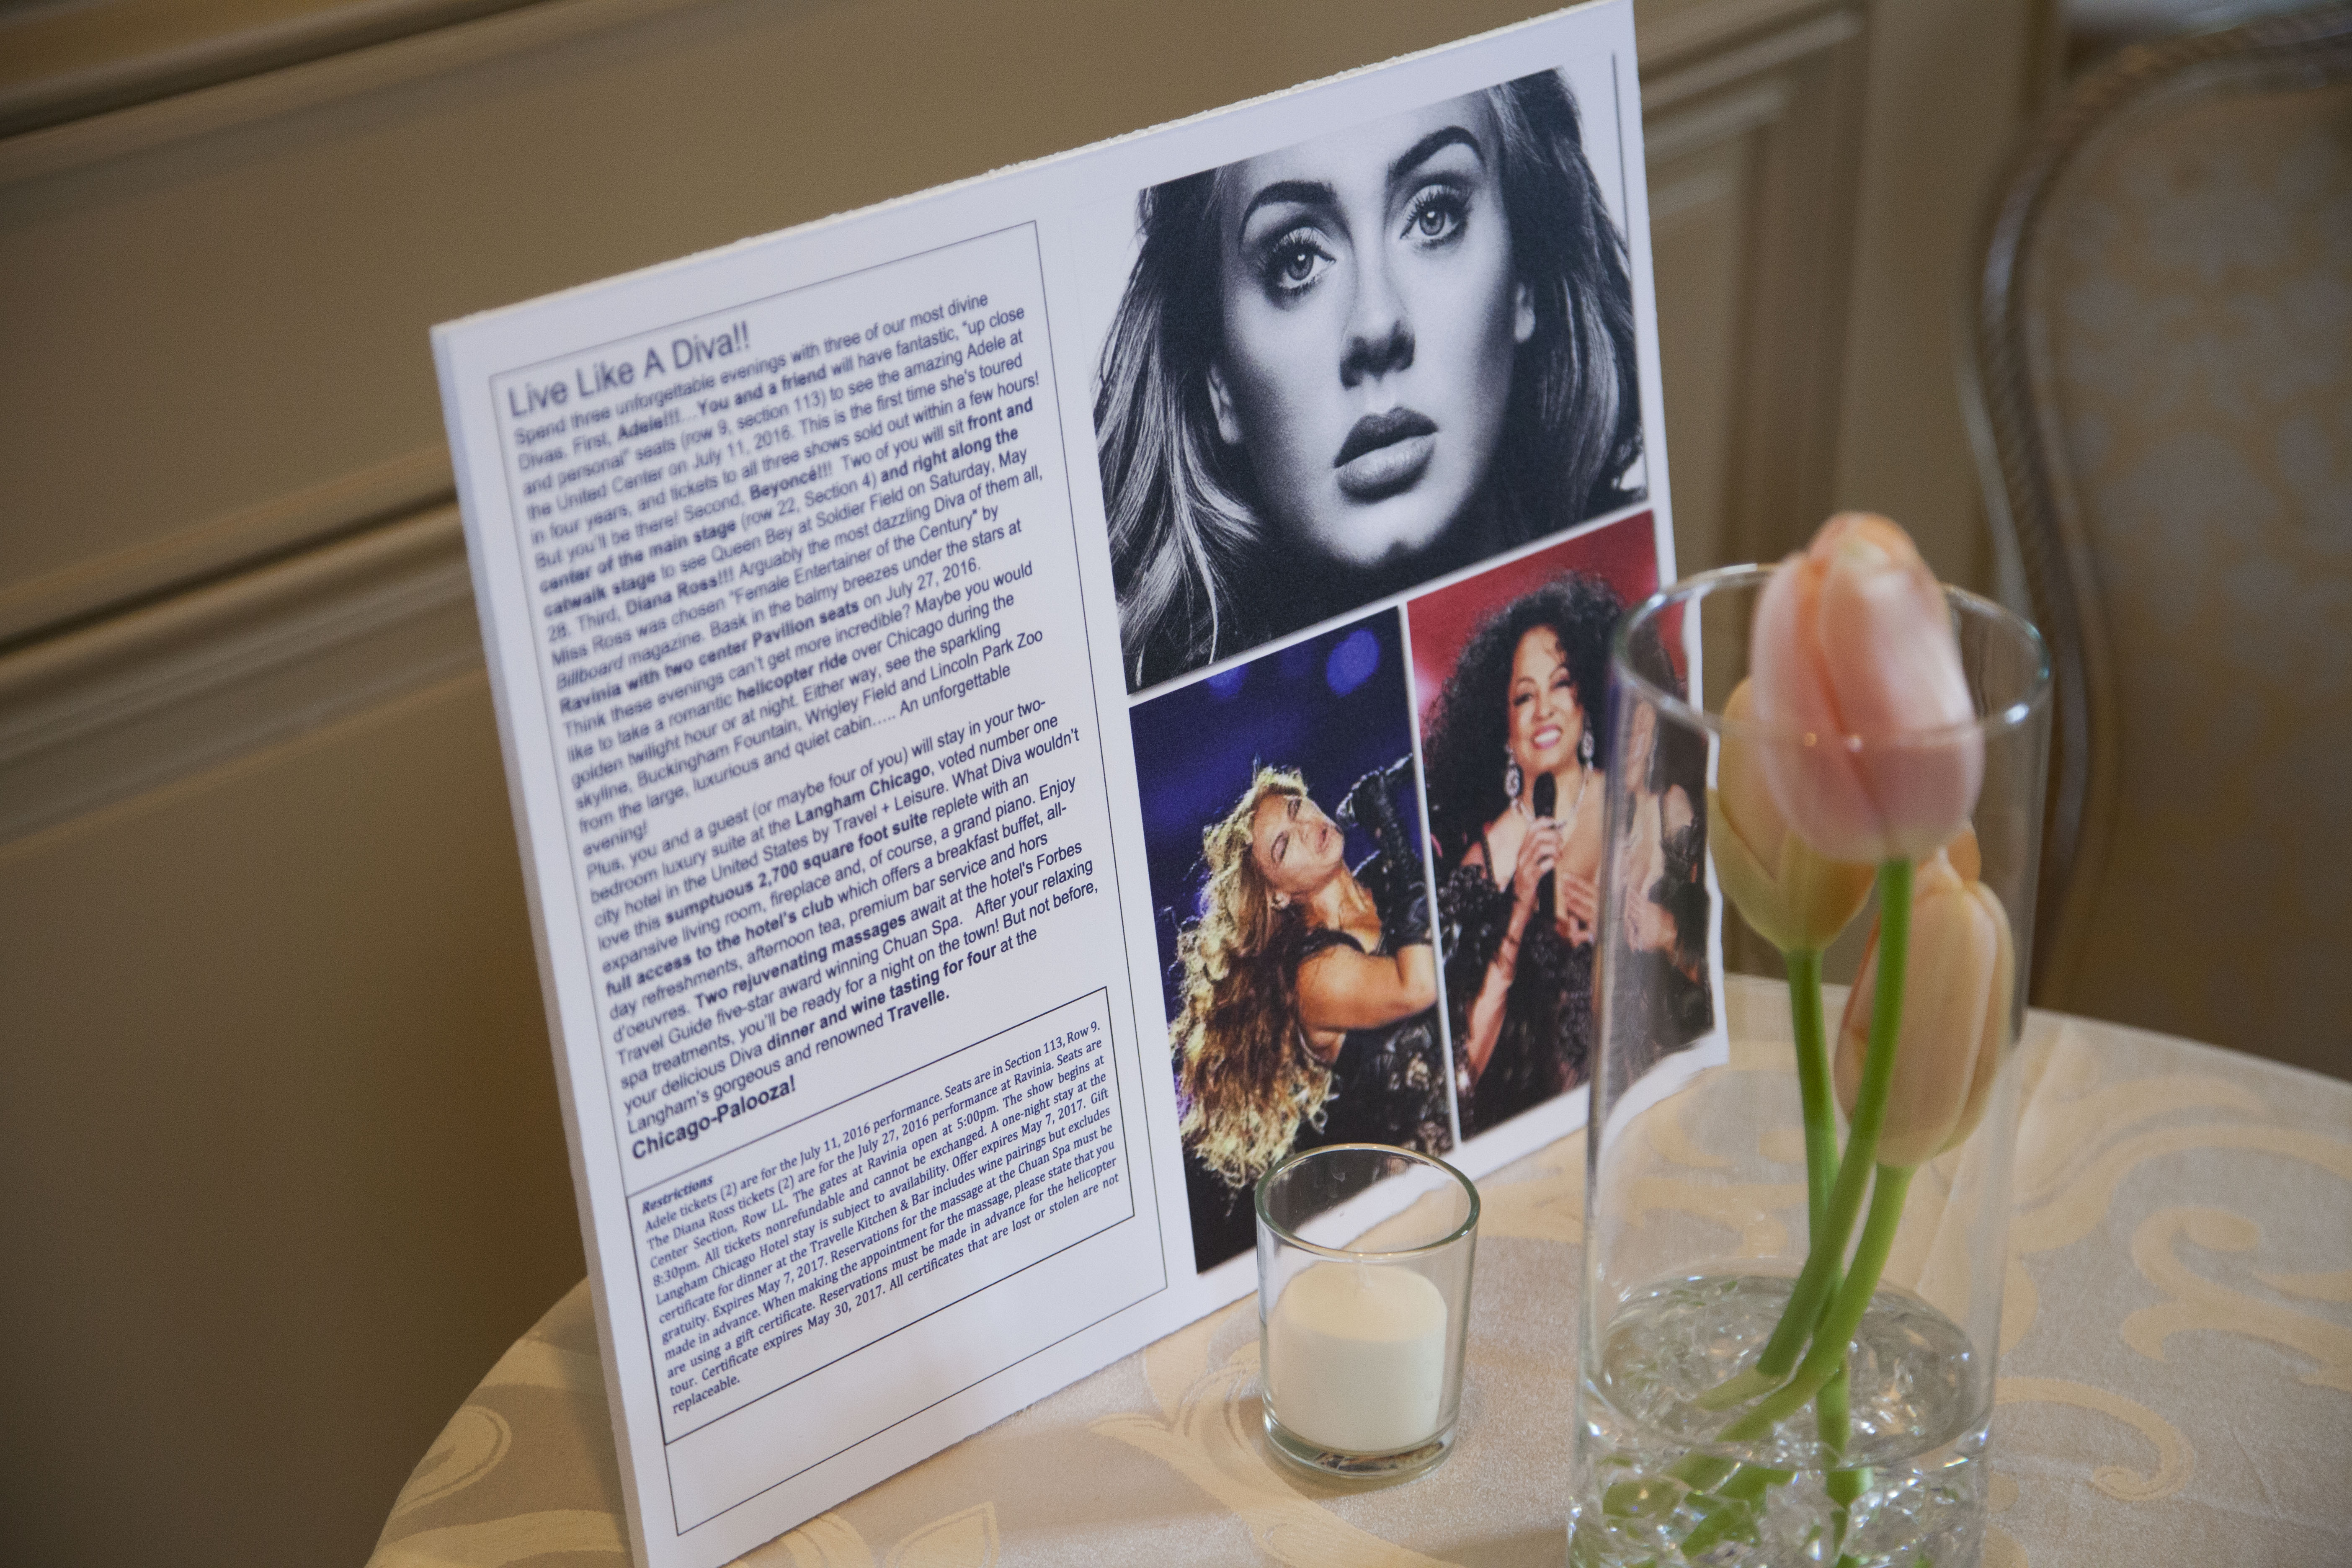 Live Like A Diva!!
Spend three unforgettable evenings with three of our most divine
Divas. First, Adele!!!…You and a friend will have fantastic, "up close
and personal" seats (row 9, section 113) to see the amazing Adele at
the United Center on July 11, 2016. This is the first time she's toured
in four years, and tickets to all three shows sold out within a few hours!
But you'll be there! Second, Beyoncé!!! Two of you will sit front and
center of the main stage (row 22, Section 4) and right along the
catwalk stage to see Queen Bey at Soldier Field on Saturday, May
28. Third, Diana Ross!!! Arguably the most dazzling Diva of them all,
Miss Ross was chosen "Female Entertainer of the Century" by
Billboard magazine. Bask in the balmy breezes under the stars at
Ravinia with two center Pavilion seats on July 27, 2016.
Think these evenings can't get more incredible? Maybe you would
like to take a romantic helicopter ride over Chicago during the
golden twilight hour or at night. Either way, see the sparkling
skyline, Buckingham Fountain, Wrigley Field and Lincoln Park Zoo
from the large, luxurious and quiet cabin….. An unforgettable
evening!
Plus, you and a guest (or maybe four of you) will stay in your two-
bedroom luxury suite at the Langham Chicago, voted number one
city hotel in the United States by Travel + Leisure. What Diva wouldn't
love this sumptuous 2,700 square foot suite replete with an
expansive living room, fireplace and, of course, a grand piano. Enjoy
full access to the hotel's club which offers a breakfast buffet, all-
day refreshments, afternoon tea, premium bar service and hors
d'oeuvres. Two rejuvenating massages await at the hotel's Forbes
Travel Guide five-star award winning Chuan Spa. After your relaxing
spa treatments, you'll be ready for a night on the town! But not before,
your delicious Diva dinner and wine tasting for four at the
Langham's gorgeous and renowned Travelle.
Chicago-Palooza!
Restrictions
Adele tickets (2) are for the July 11, 2016 performance. Seats are in Section 113, Row 9.
The Diana Ross tickets (2) are for the July 27, 2016 performance at Ravinia. Seats are
Center Section, Row LL. The gates at Ravinia open at 5:00pm. The show begins at
8:30pm. All tickets nonrefundable and cannot be exchanged. A one-night stay at the
Langham Chicago Hotel stay is subject to availability. Offer expires May 7, 2017. Gift
certificate for dinner at the Travelle Kitchen & Bar includes wine pairings but excludes
gratuity. Expires May 7, 2017. Reservations for the massage at the Chuan Spa must be
made in advance. When making the appointment for the massage, please state that you
are using a gift certificate. Reservations must be made in advance for the helicopter
tour. Certificate expires May 30, 2017. All certificates that are lost or stolen are not
replaceable.